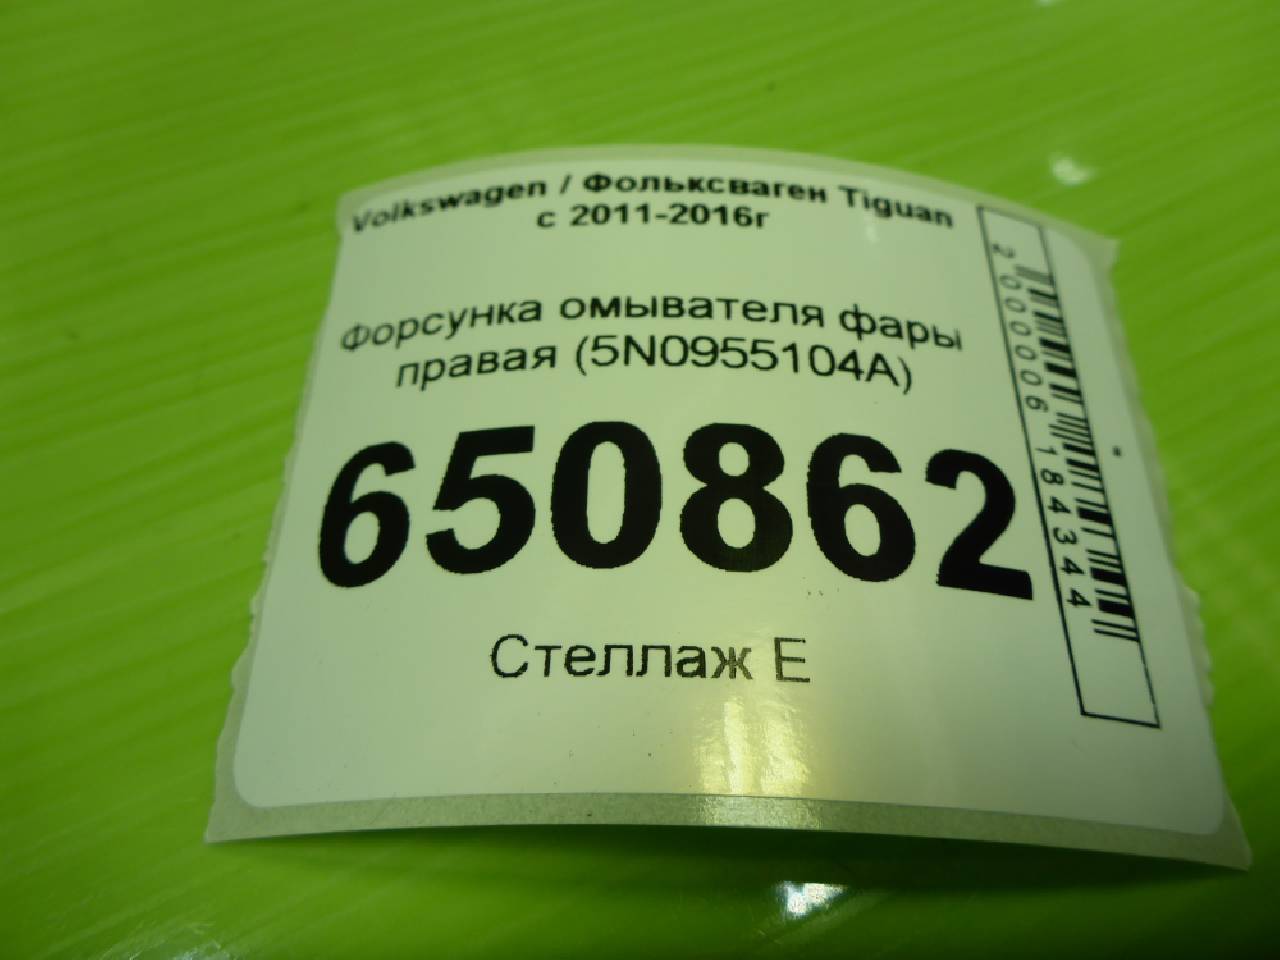 Volkswagen / Фольксваген Tiguan
с 2011-2016г
Форсунка омывателя фары
правая (5N0955104A)
650862
Стеллаж Е
2000006184344